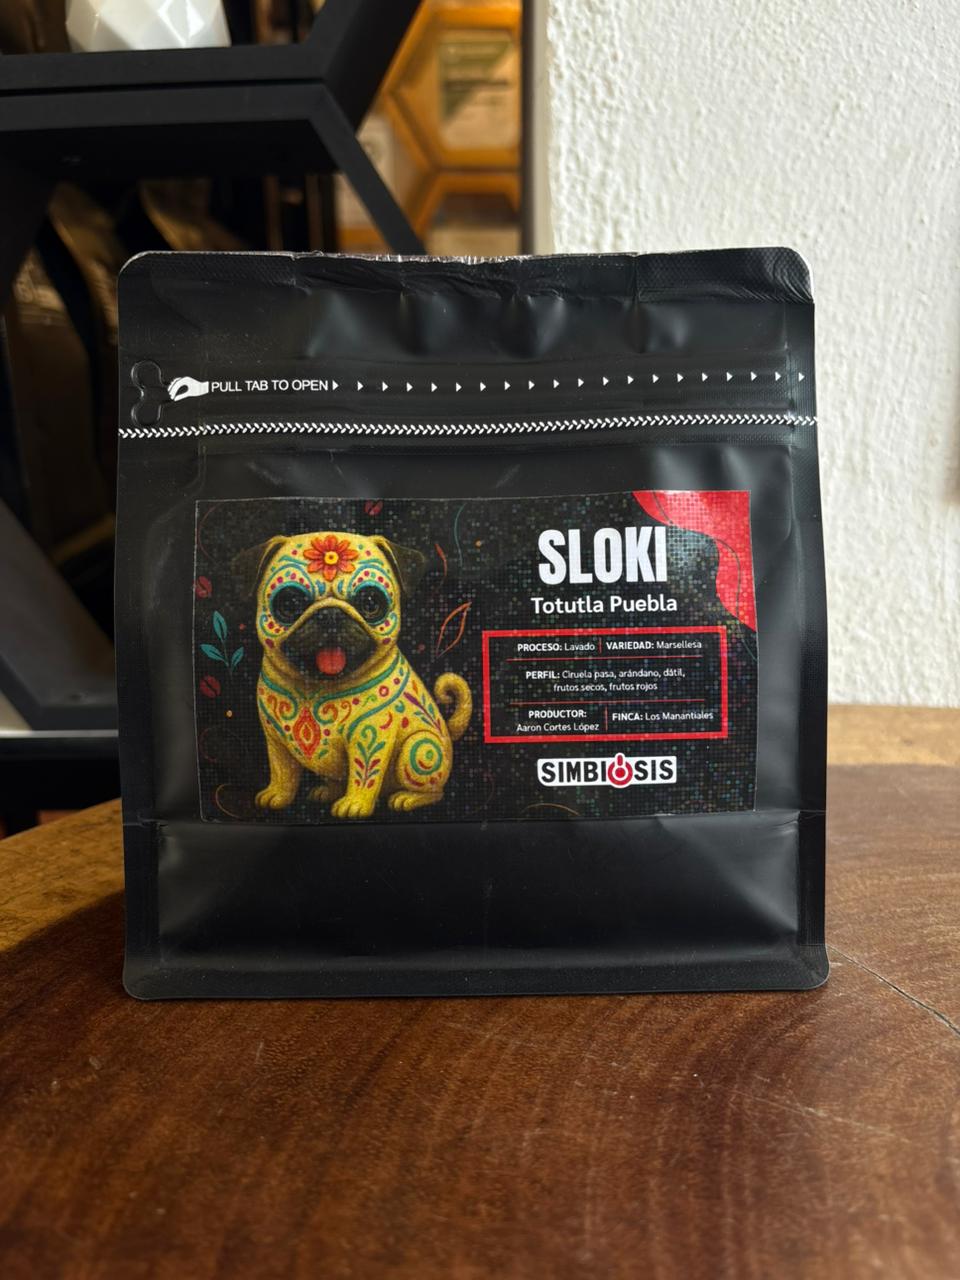 PULL TAB TO OPEN
SLOKI
Totutla Puebla
PROCESO: Lavado | VARIEDAD: Marsellesa
PERFIL: Ciruela pasa, arándano, dátil,
frutos secos, frutos rojos
PRODUCTOR:
Aaron Cortes López
FINCA: Los Manantiales
SIMBIOSIS